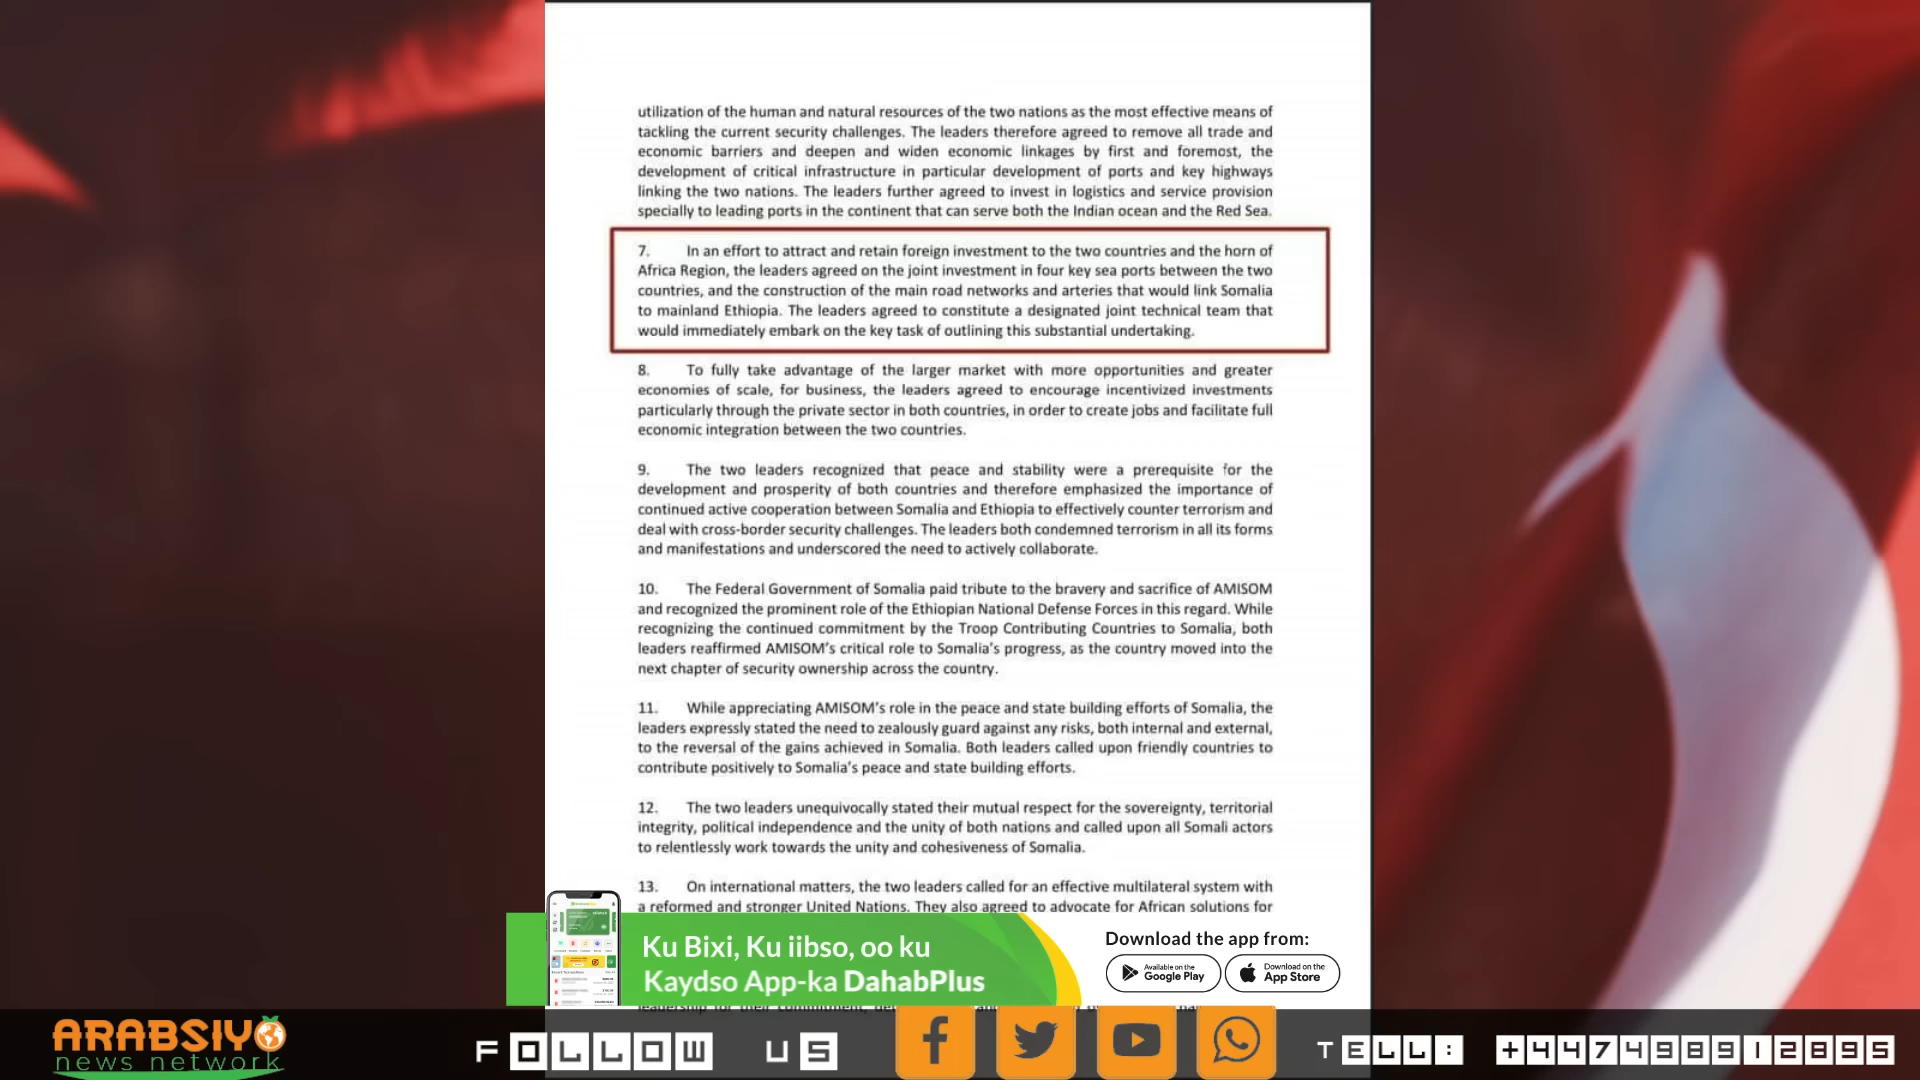 utilization of the human and natural resources of the two nations as the most effective means of
tackling the current security challenges. The leaders therefore agreed to remove all trade and
economic barriers and deepen and widen economic linkages by first and foremost, the
development of critical infrastructure in particular development of ports and key highways
linking the two nations. The leaders further agreed to invest in logistics and service provision
specially to leading ports in the continent that can serve both the Indian ocean and the Red Sea.
7. In an effort to attract and retain foreign investment to the two countries and the horn of
Africa Region, the leaders agreed on the joint investment in four key sea ports between the two
countries, and the construction of the main road networks and arteries that would link Somalia
to mainland Ethiopia. The leaders agreed to constitute a designated joint technical team that
would immediately embark on the key task of outlining this substantial undertaking.
8. To fully take advantage of the larger market with more opportunities and greater
economies of scale, for business, the leaders agreed to encourage incentivized investments
particularly through the private sector in both countries, in order to create jobs and facilitate full
economic integration between the two countries.
9. The two leaders recognized that peace and stability were a prerequisite for the
development and prosperity of both countries and therefore emphasized the importance of
continued active cooperation between Somalia and Ethiopia to effectively counter terrorism and
deal with cross-border security challenges. The leaders both condemned terrorism in all its forms
and manifestations and underscored the need to actively collaborate.
10. The Federal Government of Somalia paid tribute to the bravery and sacrifice of AMISOM
and recognized the prominent role of the Ethiopian National Defense Forces in this regard. While
recognizing the continued commitment by the Troop Contributing Countries to Somalia, both
leaders reaffirmed AMISOM's critical role to Somalia's progress, as the country moved into the
next chapter of security ownership across the country.
11. While appreciating AMISOM's role in the peace and state building efforts of Somalia, the
leaders expressly stated the need to zealously guard against any risks, both internal and external,
to the reversal of the gains achieved in Somalia. Both leaders called upon friendly countries to
contribute positively to Somalia's peace and state building efforts.
12. The two leaders unequivocally stated their mutual respect for the sovereignty, territorial
integrity, political independence and the unity of both nations and called upon all Somali actors
to relentlessly work towards the unity and cohesiveness of Somalia.
13. On international matters, the two leaders called for an effective multilateral system with
a reformed and stronger United Nations. They also agreed to advocate for African solutions for
Ku Bixi, Ku iibso, oo ku
Kaydso App-ka DahabPlus
Download the app from:
Available on the
Google Play
Download on the
App Store
ARABSIYO
news network
FOLLOW US
TELL: +447498912895